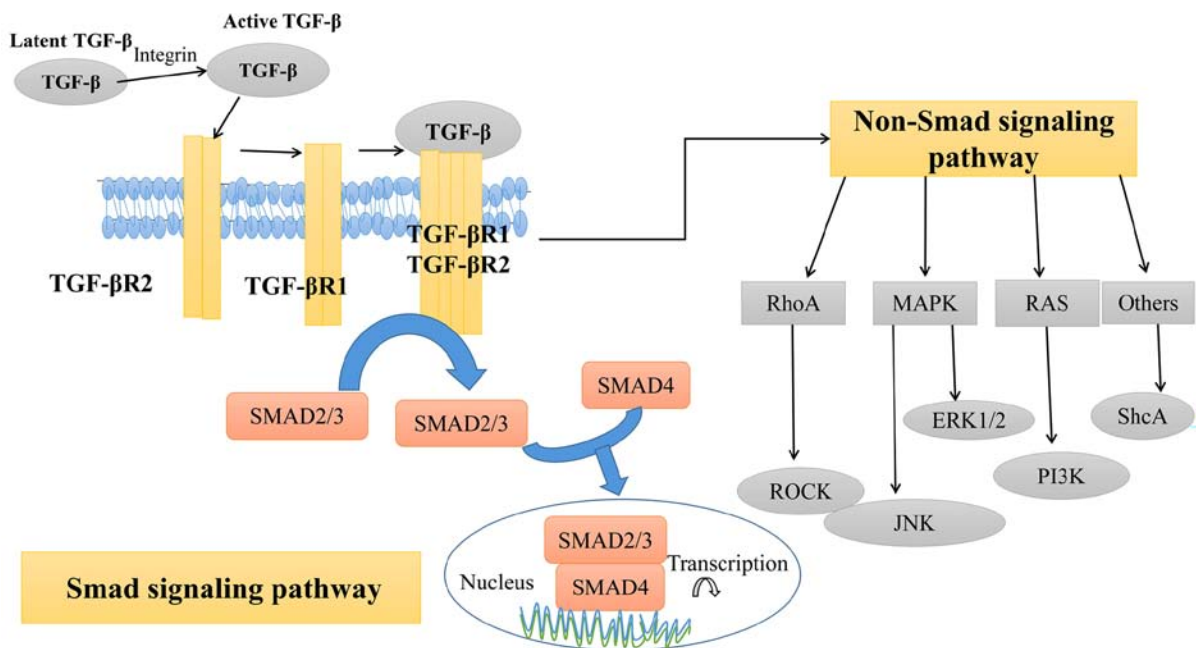 Active TGF-β
Latent TGF-β
Integrin
TGF-β
TGF-β
TGF-β
Non-Smad signaling
pathway
TGF-βR2
TGF-βR1
TGF-βR1
TGF-βR2
RhoA
MAPK
RAS
Others
SMAD2/3
SMAD2/3
SMAD4
ERK1/2
ShcA
ROCK
JNK
PI3K
SMAD2/3
SMAD4
Nucleus
Transcription
Smad signaling pathway